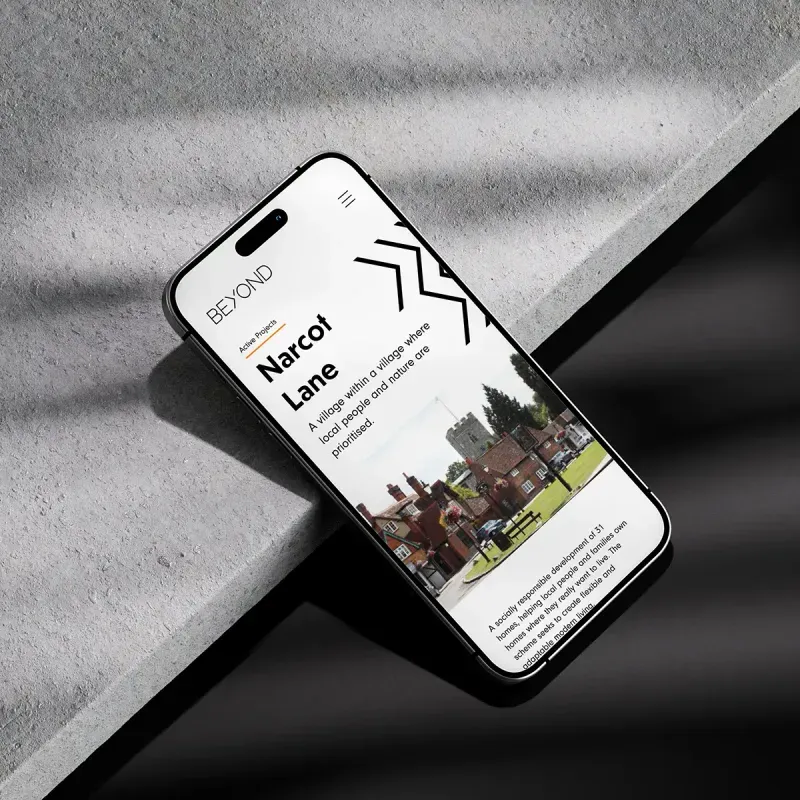 BEYOND
Active Projects
Narcot
Lane
A village within a village where
local people and nature are
prioritised.
A socially responsible development of 31
homes, helping local people and families own
homes where they really want to live. The
scheme seeks to create flexible and
adaptable modern living